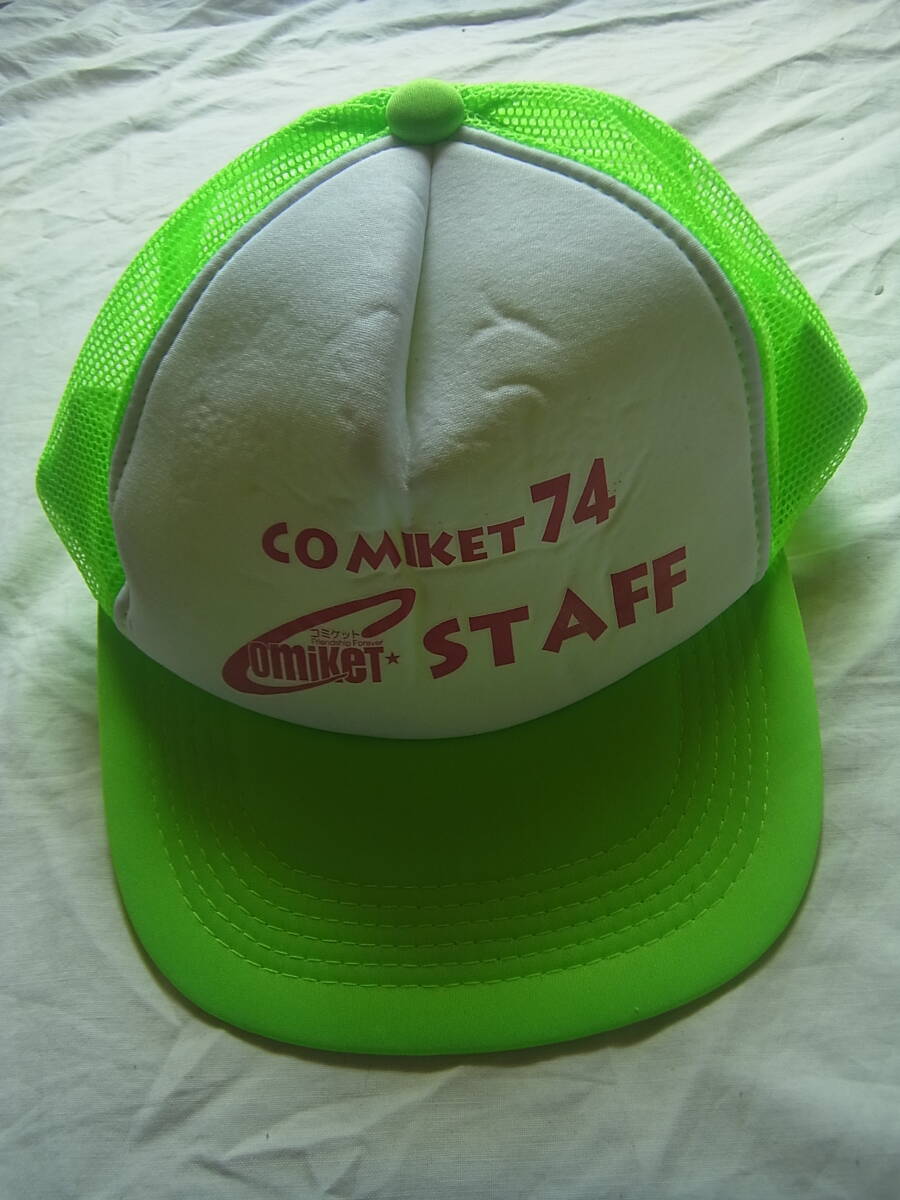 COMIKET 74
コミケット
Friendship Forever
comiket★ STAFF